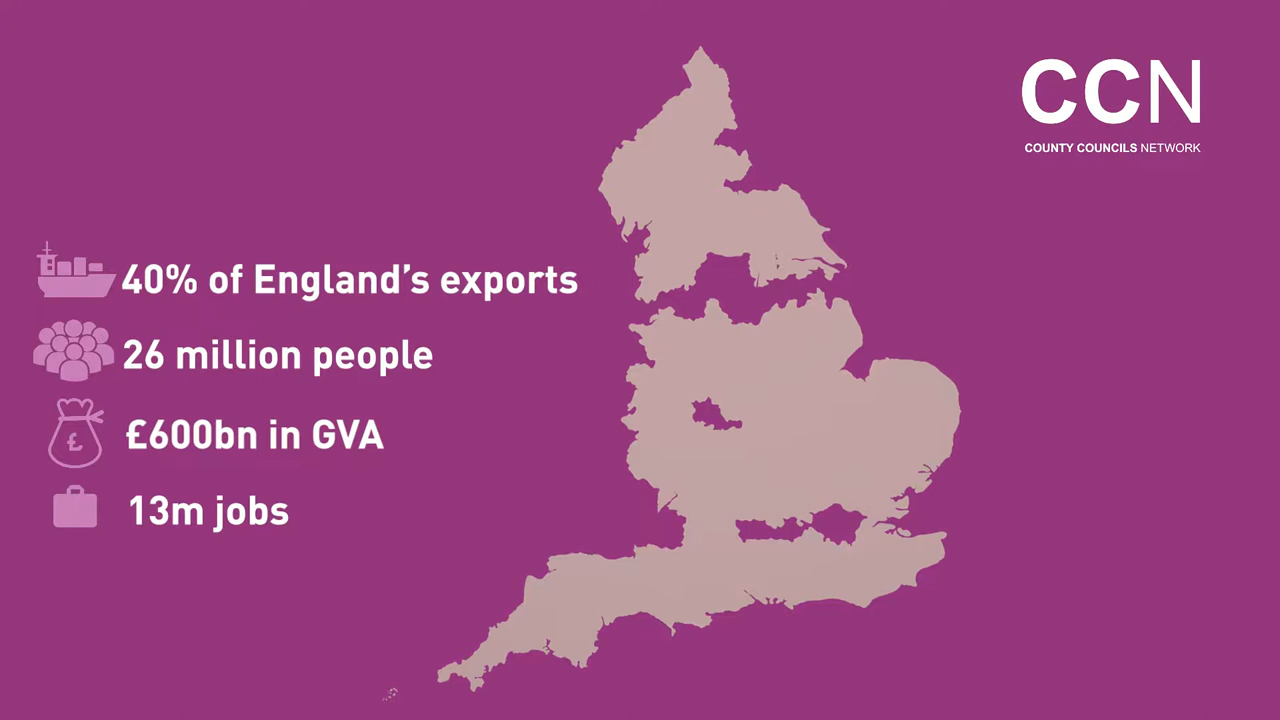 CCN
COUNTY COUNCILS NETWORK
40% of England’s exports
26 million people
£
£600bn in GVA
13m jobs